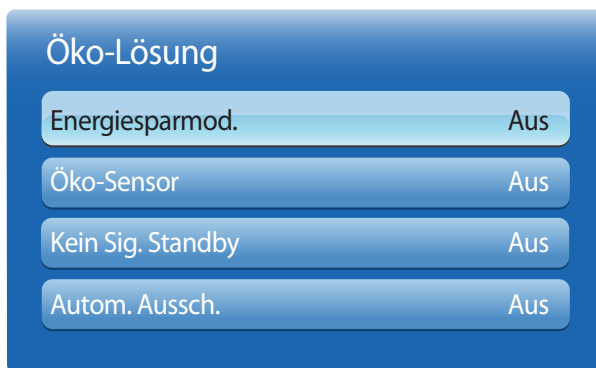 Öko-Lösung
Energiesparmod. Aus
Öko-Sensor Aus
Kein Sig. Standby Aus
Autom. Aussch. Aus